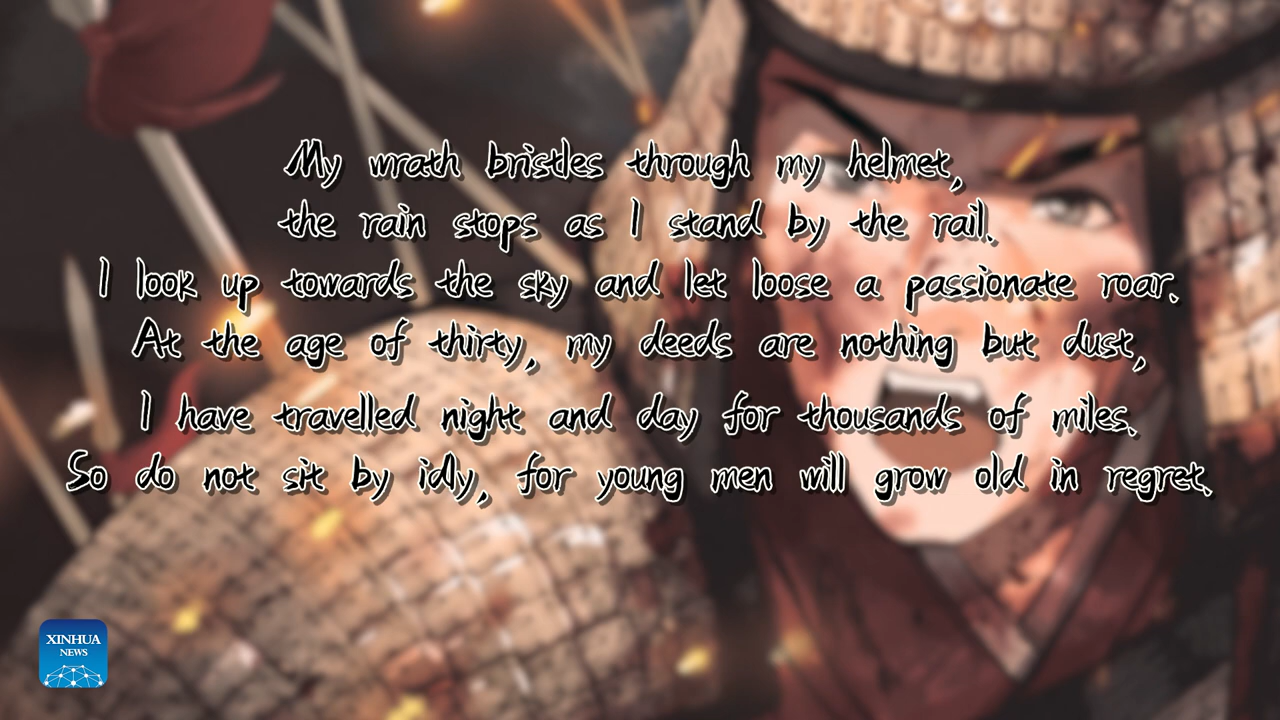 My wrath bristles through my helmet,
the rain stops as I stand by the rail.
I look up towards the sky and let loose a passionate roar.
At the age of thirty, my deeds are nothing but dust,
I have travelled night and day for thousands of miles.
So do not sit by idly, for young men will grow old in regret.
XINHUA
NEWS